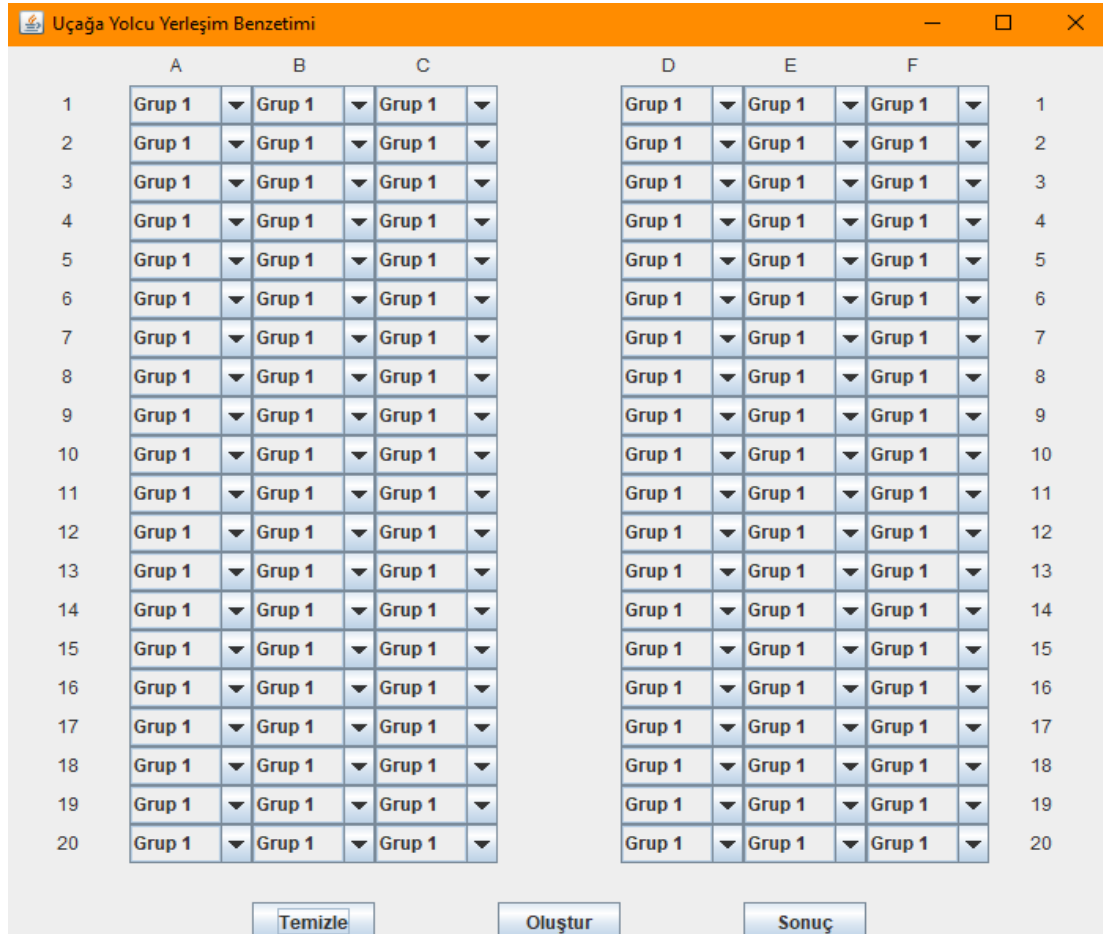 Uçağa Yolcu Yerleşim Benzetimi
A B C D E F
1 Grup 1 Grup 1 Grup 1 Grup 1 Grup 1 Grup 1 1
2 Grup 1 Grup 1 Grup 1 Grup 1 Grup 1 Grup 1 2
3 Grup 1 Grup 1 Grup 1 Grup 1 Grup 1 Grup 1 3
4 Grup 1 Grup 1 Grup 1 Grup 1 Grup 1 Grup 1 4
5 Grup 1 Grup 1 Grup 1 Grup 1 Grup 1 Grup 1 5
6 Grup 1 Grup 1 Grup 1 Grup 1 Grup 1 Grup 1 6
7 Grup 1 Grup 1 Grup 1 Grup 1 Grup 1 Grup 1 7
8 Grup 1 Grup 1 Grup 1 Grup 1 Grup 1 Grup 1 8
9 Grup 1 Grup 1 Grup 1 Grup 1 Grup 1 Grup 1 9
10 Grup 1 Grup 1 Grup 1 Grup 1 Grup 1 Grup 1 10
11 Grup 1 Grup 1 Grup 1 Grup 1 Grup 1 Grup 1 11
12 Grup 1 Grup 1 Grup 1 Grup 1 Grup 1 Grup 1 12
13 Grup 1 Grup 1 Grup 1 Grup 1 Grup 1 Grup 1 13
14 Grup 1 Grup 1 Grup 1 Grup 1 Grup 1 Grup 1 14
15 Grup 1 Grup 1 Grup 1 Grup 1 Grup 1 Grup 1 15
16 Grup 1 Grup 1 Grup 1 Grup 1 Grup 1 Grup 1 16
17 Grup 1 Grup 1 Grup 1 Grup 1 Grup 1 Grup 1 17
18 Grup 1 Grup 1 Grup 1 Grup 1 Grup 1 Grup 1 18
19 Grup 1 Grup 1 Grup 1 Grup 1 Grup 1 Grup 1 19
20 Grup 1 Grup 1 Grup 1 Grup 1 Grup 1 Grup 1 20
Temizle Oluştur Sonuç